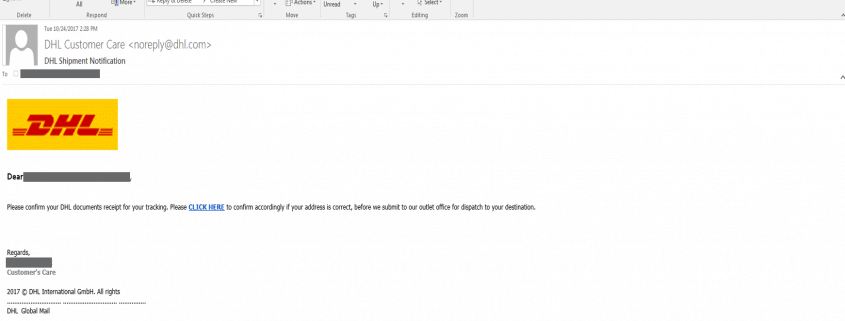 All
More
Reply & Delete
Create New
Actions
Unread
Up
Select
Delete
Respond
Quick Steps
Move
Tags
Editing
Zoom
Tue 10/24/2017 2:28 PM
DHL Customer Care <noreply@dhl.com>
DHL Shipment Notification
To
DHL
Dear
Please confirm your DHL documents receipt for your tracking. Please CLICK HERE to confirm accordingly if your address is correct, before we submit to our outlet office for dispatch to your destination.
Regards,
Customer's Care
2017 © DHL International GmbH. All rights
DHL Global Mail